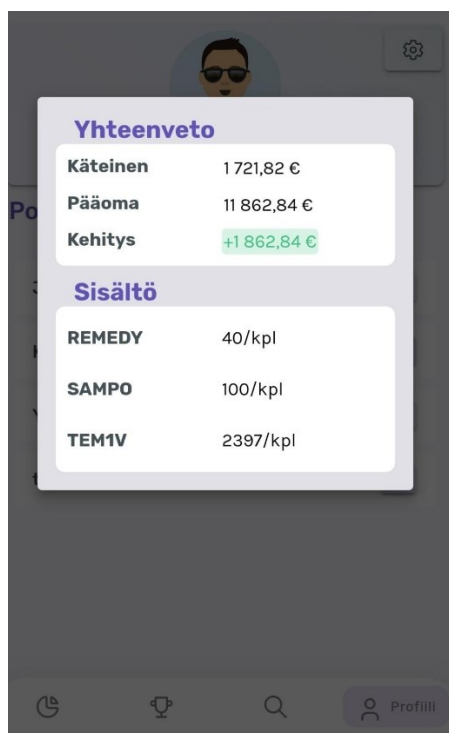 Yhteenveto
Käteinen 1 721,82 €
Pääoma 11 862,84 €
Kehitys +1 862,84 €
Po
Sisältö
REMEDY 40/kpl
SAMPO 100/kpl
TEM1V 2397/kpl
Profiili